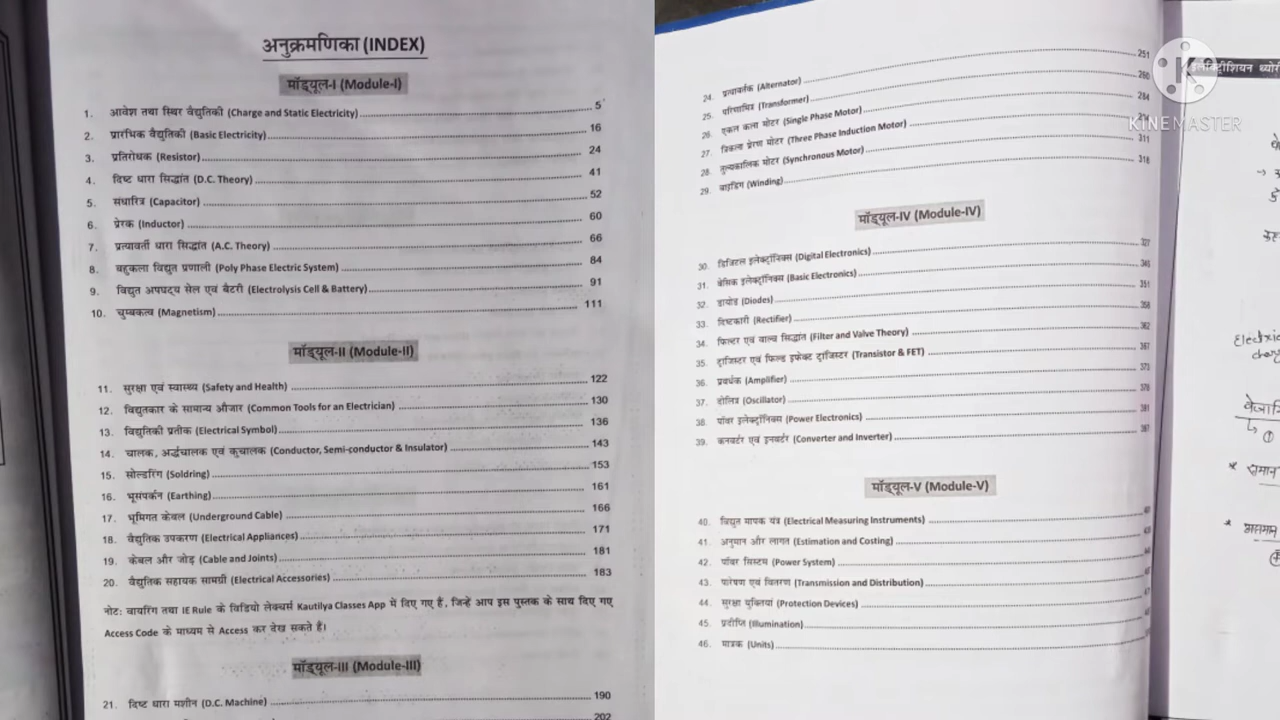 अनुक्रमणिका (INDEX)
मॉड्यूल-I (Module-I)
1. आवेश तथा स्थिर वैद्युतिकी (Charge and Static Electricity) 5
2. प्रारंभिक वैद्युतिकी (Basic Electricity) 16
3. प्रतिरोधक (Resistor) 24
4. दिष्ट धारा सिद्धांत (D.C. Theory) 41
5. संधारित्र (Capacitor) 52
6. प्रेरक (Inductor) 60
7. प्रत्यावर्ती धारा सिद्धांत (A.C. Theory) 66
8. बहुकला विद्युत प्रणाली (Poly Phase Electric System) 84
9. विद्युत अपघट्य सेल एवं बैटरी (Electrolysis Cell & Battery) 91
10. चुम्बकत्व (Magnetism) 111
मॉड्यूल-II (Module-II)
11. सुरक्षा एवं स्वास्थ्य (Safety and Health) 122
12. विद्युतकार के सामान्य औजार (Common Tools for an Electrician) 130
13. विद्युतिकी प्रतीक (Electrical Symbol) 136
14. चालक, अर्द्धचालक एवं कुचालक (Conductor, Semi-conductor & Insulator) 143
15. सोल्डरिंग (Soldring) 153
16. भूसंपर्कन (Earthing) 161
17. भूमिगत केबल (Underground Cable) 166
18. वैद्युतिक उपकरण (Electrical Appliances) 171
19. केबल और जोड़ (Cable and Joints) 181
20. वैद्युतिक सहायक सामग्री (Electrical Accessories) 183
नोट: वायरिंग तथा IE Rule के विडियो लेक्चर्स Kautilya Classes App में दिए गए हैं, जिन्हें आप इस पुस्तक के साथ दिए गए
Access Code के माध्यम से Access कर देख सकते हैं।
मॉड्यूल-III (Module-III)
21. दिष्ट धारा मशीन (D.C. Machine) 190
202
24. प्रत्यावर्तक (Alternator) 251
25. परिणामित्र (Transformer) 260
26. एकल कला मोटर (Single Phase Motor) 284
27. त्रिकला प्रेरण मोटर (Three Phase Induction Motor)
28. तुल्यकालिक मोटर (Synchronous Motor) 311
29. वाइंडिंग (Winding) 318
मॉड्यूल-IV (Module-IV)
30. डिजिटल इलेक्ट्रॉनिक्स (Digital Electronics) 327
31. बेसिक इलेक्ट्रॉनिक्स (Basic Electronics) 345
32. डायोड (Diodes) 351
33. दिष्टकारी (Rectifier) 358
34. फिल्टर एवं वाल्व सिद्धांत (Filter and Valve Theory) 362
35. ट्रांजिस्टर एवं फिल्ड इफेक्ट ट्रांजिस्टर (Transistor & FET) 367
36. प्रवर्धक (Amplifier) 373
37. दोलित्र (Oscillator) 376
38. पॉवर इलेक्ट्रॉनिक्स (Power Electronics) 381
39. कनवर्टर एवं इनवर्टर (Converter and Inverter) 387
मॉड्यूल-V (Module-V)
40. विद्युत मापक यंत्र (Electrical Measuring Instruments)
41. अनुमान और लागत (Estimation and Costing)
42. पॉवर सिस्टम (Power System)
43. पारेषण एवं वितरण (Transmission and Distribution)
44. सुरक्षा युक्तियां (Protection Devices)
45. प्रदीप्ति (Illumination)
46. मात्रक (Units)
इलेक्ट्रीशियन थ्योरी
K
KINEMASTER